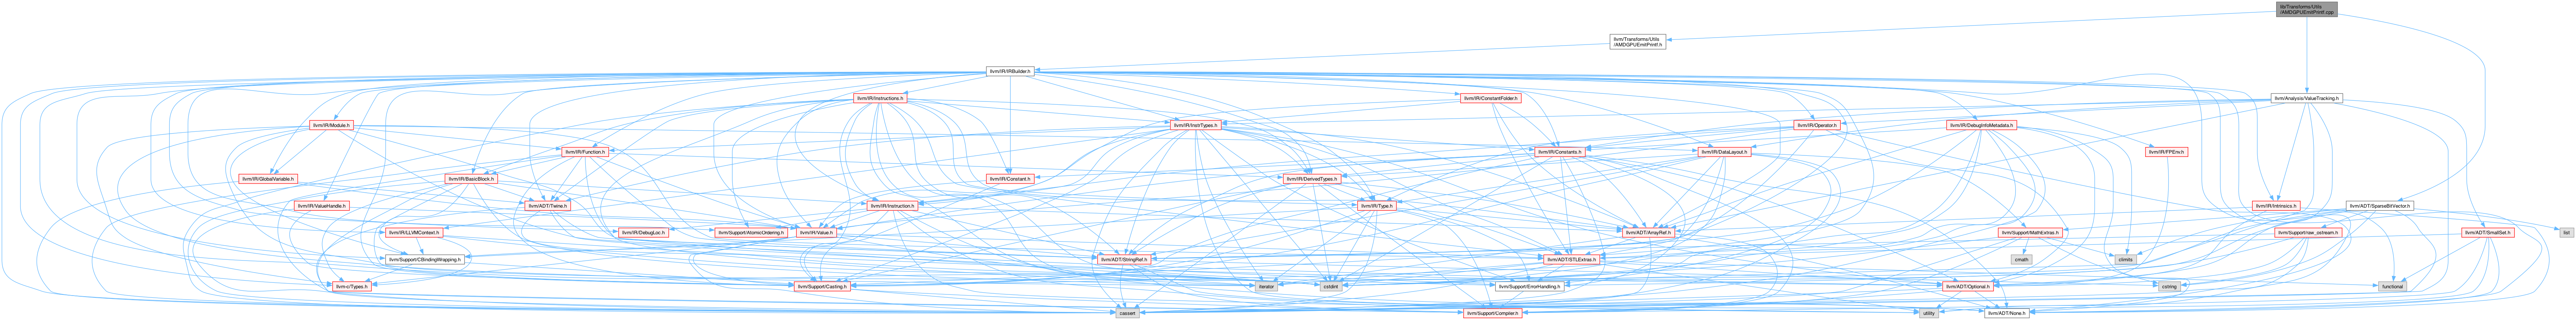 lib/Transforms/Utils
/AMDGPUEmitPrintf.cpp
llvm/Transforms/Utils
/AMDGPUEmitPrintf.h
llvm/IR/IRBuilder.h
llvm/IR/Instructions.h
llvm/IR/ConstantFolder.h
llvm/Analysis/ValueTracking.h
llvm/IR/Module.h
llvm/IR/InstrTypes.h
llvm/IR/Operator.h
llvm/IR/DebugInfoMetadata.h
llvm/IR/Function.h
llvm/IR/Constants.h
llvm/IR/DataLayout.h
llvm/IR/FPEnv.h
llvm/IR/GlobalVariable.h
llvm/IR/BasicBlock.h
llvm/IR/Constant.h
llvm/IR/DerivedTypes.h
llvm/IR/ValueHandle.h
llvm/ADT/Twine.h
llvm/IR/Instruction.h
llvm/IR/Type.h
llvm/IR/Intrinsics.h
llvm/ADT/SparseBitVector.h
llvm/IR/LLVMContext.h
llvm/IR/DebugLoc.h
llvm/Support/AtomicOrdering.h
llvm/IR/Value.h
llvm/ADT/ArrayRef.h
llvm/Support/MathExtras.h
llvm/Support/raw_ostream.h
llvm/ADT/SmallSet.h
list
llvm/Support/CBindingWrapping.h
llvm/ADT/StringRef.h
llvm/ADT/STLExtras.h
cmath
climits
llvm-c/Types.h
llvm/Support/Casting.h
iterator
cstdint
llvm/Support/ErrorHandling.h
llvm/ADT/Optional.h
cstring
functional
cassert
llvm/Support/Compiler.h
utility
llvm/ADT/None.h